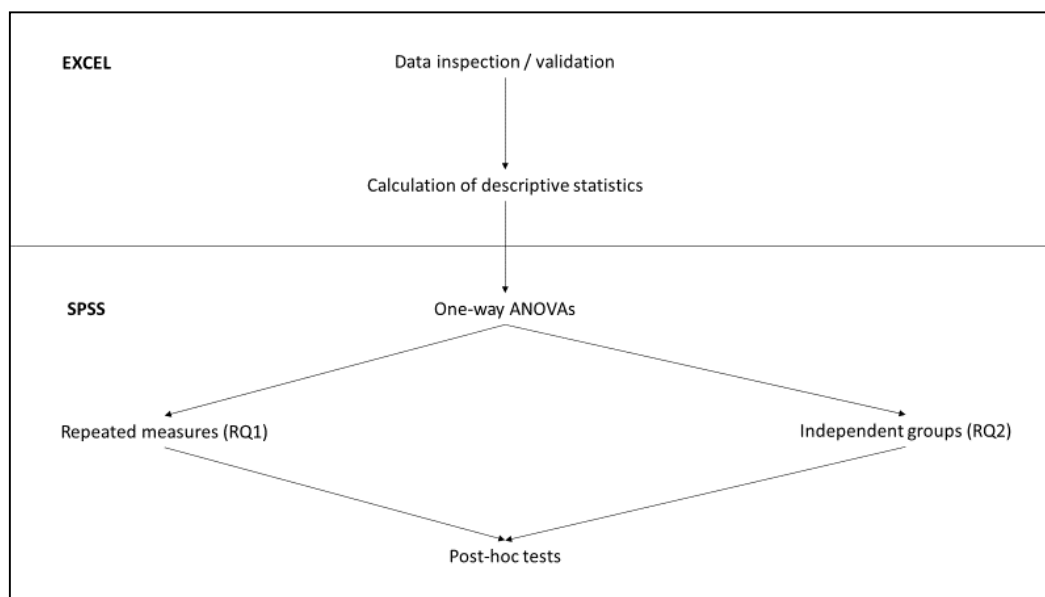 EXCEL
Data inspection / validation
Calculation of descriptive statistics
SPSS
One-way ANOVAs
Repeated measures (RQ1)
Independent groups (RQ2)
Post-hoc tests